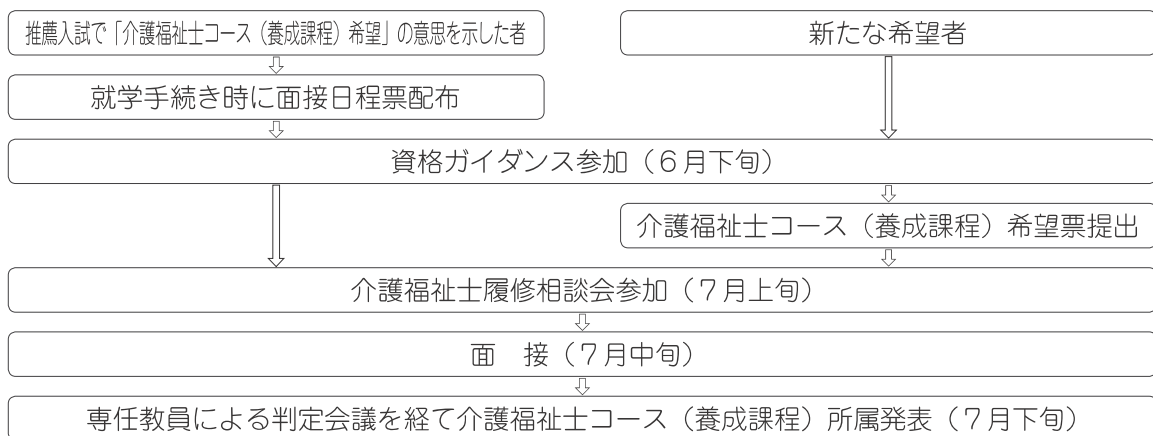 推薦入試で「介護福祉士コース（養成課程）希望」の意思を示した者
新たな希望者
就学手続き時に面接日程票配布
資格ガイダンス参加（６月下旬）
介護福祉士コース（養成課程）希望票提出
介護福祉士履修相談会参加（７月上旬）
面　接（７月中旬）
専任教員による判定会議を経て介護福祉士コース（養成課程）所属発表（７月下旬）